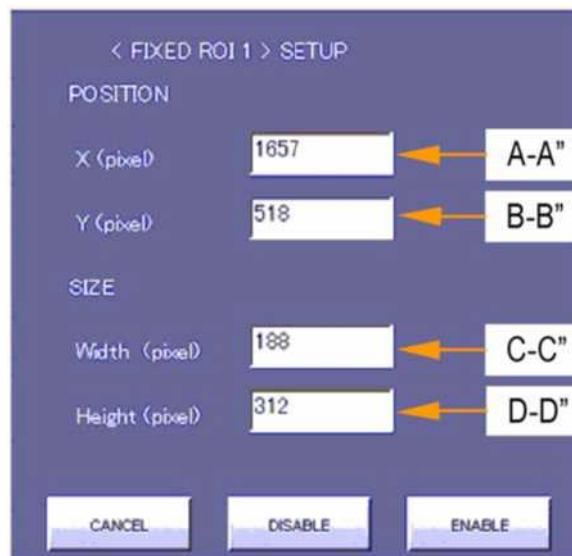 < FIXED ROI 1 > SETUP
POSITION
X (pixel) 1657 A-A”
Y (pixel) 518 B-B”
SIZE
Width (pixel) 188 C-C”
Height (pixel) 312 D-D”
CANCEL DISABLE ENABLE